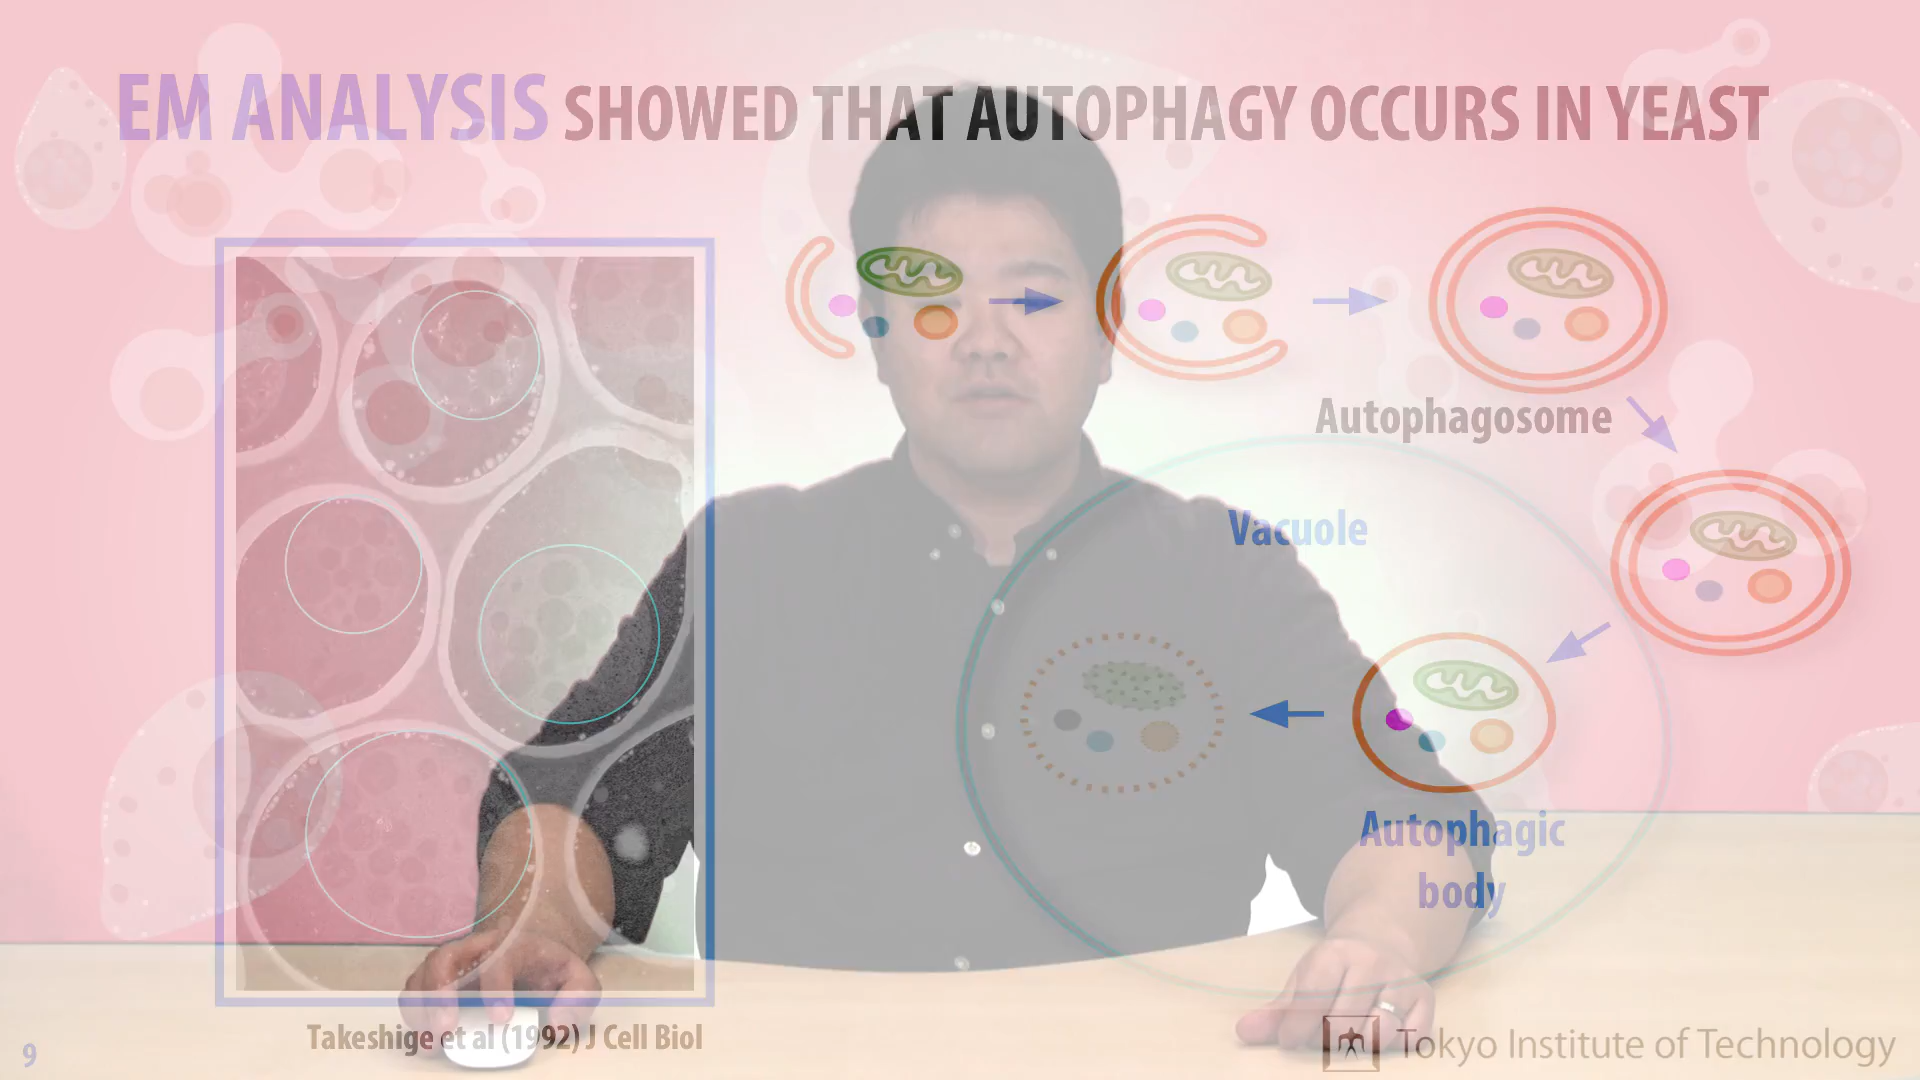 EM ANALYSIS SHOWED THAT AUTOPHAGY OCCURS IN YEAST
Autophagosome
Vacuole
Autophagic
body
Takeshige et al (1992) J Cell Biol
9
Tokyo Institute of Technology